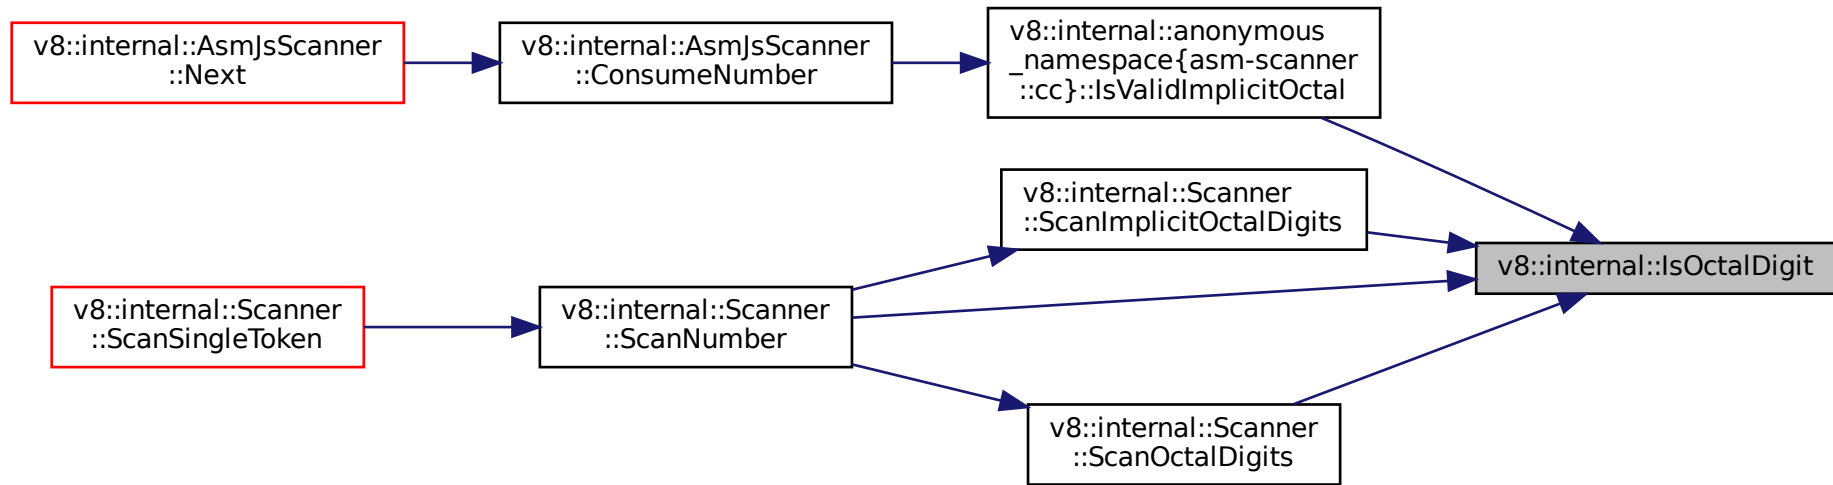 v8::internal::AsmJsScanner
::Next
v8::internal::AsmJsScanner
::ConsumeNumber
v8::internal::anonymous
_namespace{asm-scanner
::cc}::IsValidImplicitOctal
v8::internal::Scanner
::ScanImplicitOctalDigits
v8::internal::IsOctalDigit
v8::internal::Scanner
::ScanSingleToken
v8::internal::Scanner
::ScanNumber
v8::internal::Scanner
::ScanOctalDigits